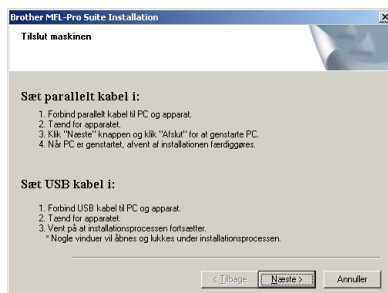 Brother MFL-Pro Suite Installation
Tilslut maskinen
Sæt parallelt kabel i:
1. Forbind parallelt kabel til PC og apparat.
2. Tænd for apparatet.
3. Klik "Næste" knappen og klik "Afslut" for at genstarte PC.
4. Når PC er genstartet, afvent af installationen færdiggøres.
Sæt USB kabel i:
1. Forbind USB kabel til PC og apparat.
2. Tænd for apparatet.
3. Vent på at installationsprocessen fortsætter.
* Nogle vinduer vil åbnes og lukkes under installationsprocessen.
< Tilbage Næste > Annuller